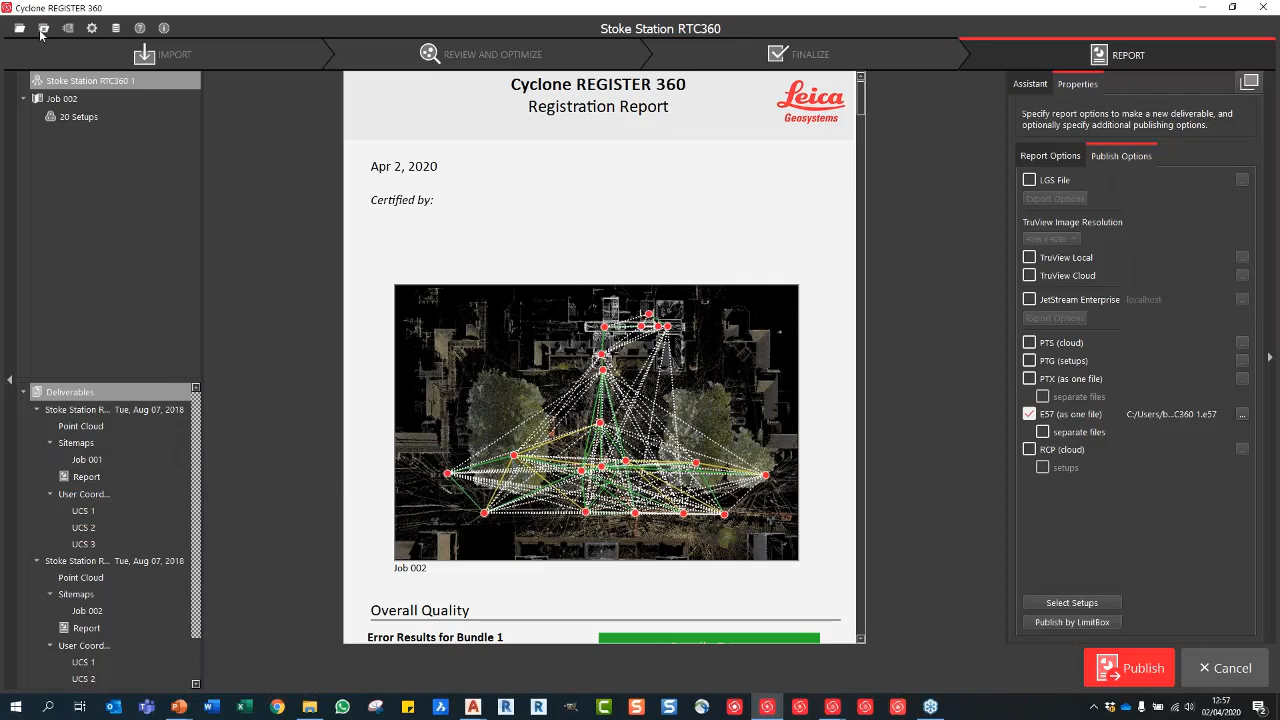 Cyclone REGISTER 360
Stoke Station RTC360
IMPORT
REVIEW AND OPTIMIZE
FINALIZE
REPORT
Stoke Station RTC360 1
Job 002
20 Setups
Deliverables
Stoke Station R... Tue, Aug 07, 2018
Point Cloud
Sitemaps
Job 001
Report
User Coord...
UCS 1
UCS 2
UCS 3
Stoke Station R... Tue, Aug 07, 2018
Point Cloud
Sitemaps
Job 002
Report
User Coord...
UCS 1
UCS 2
Cyclone REGISTER 360
Registration Report
Leica
Geosystems
Apr 2, 2020
Certified by:
Job 002
Overall Quality
Error Results for Bundle 1
Assistant
Properties
Specify report options to make a new deliverable, and
optionally specify additional publishing options.
Report Options
Publish Options
LGS File
...
Export Options
TruView Image Resolution
TruView Local
...
TruView Cloud
...
JetStream Enterprise localhost
...
Export Options
PTS (cloud)
...
PTG (setups)
...
PTX (as one file)
...
separate files
E57 (as one file) C:/Users/b...C360 1.e57
...
separate files
RCP (cloud)
...
setups
Select Setups
Publish by LimitBox
Publish
Cancel
12:57
02/04/2020